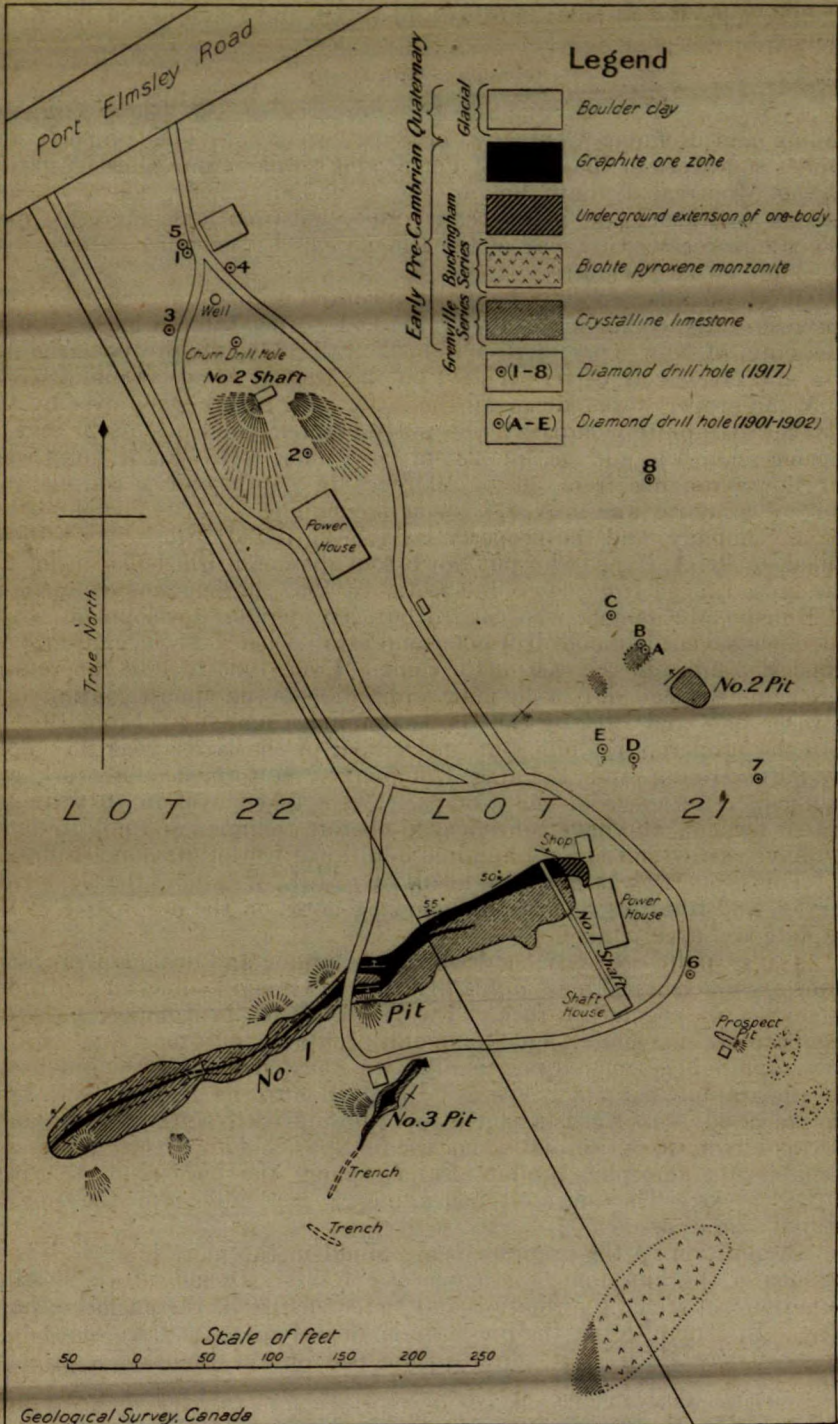 Port Elmsley Road
Legend
Quaternary
Glacial
Boulder clay
Early Pre-Cambrian
Graphite ore zone
Underground extension of ore-body
Buckingham
Series
Biotite pyroxene monzonite
Grenville
Series
Crystalline limestone
⊙(1-8) Diamond drill hole (1917)
⊙(A-E) Diamond drill hole (1901-1902)
5
1
4
3
Well
Churn Drill Hole
No 2 Shaft
2
Power
House
8
True North
C
B
A
No. 2 Pit
E
?
D
?
7
LOT 22
LOT 21
Shop
50°
55°
Power
House
No. 1 Shaft
6
Shaft
House
Prospect
Pit
No. 1
Pit
No. 3 Pit
Trench
Trench
Scale of feet
50 0 50 100 150 200 250
Geological Survey, Canada